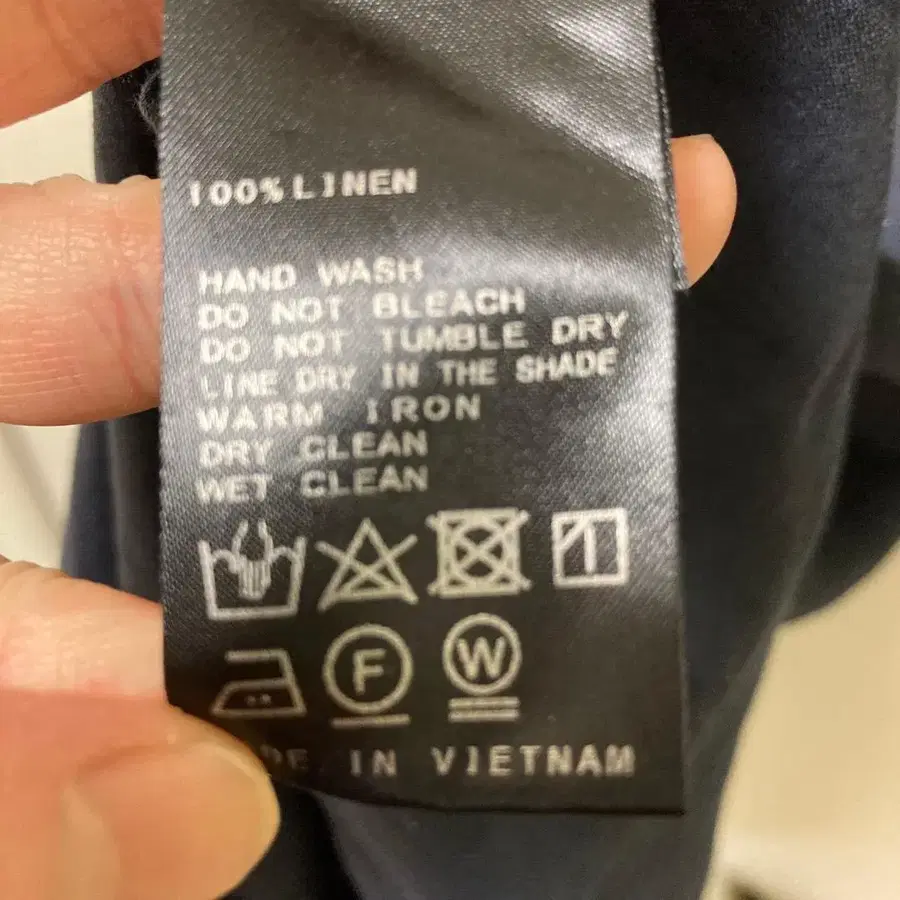 100% LINEN
HAND WASH
DO NOT BLEACH
DO NOT TUMBLE DRY
LINE DRY IN THE SHADE
WARM IRON
DRY CLEAN
WET CLEAN
F W
IN VIETNAM